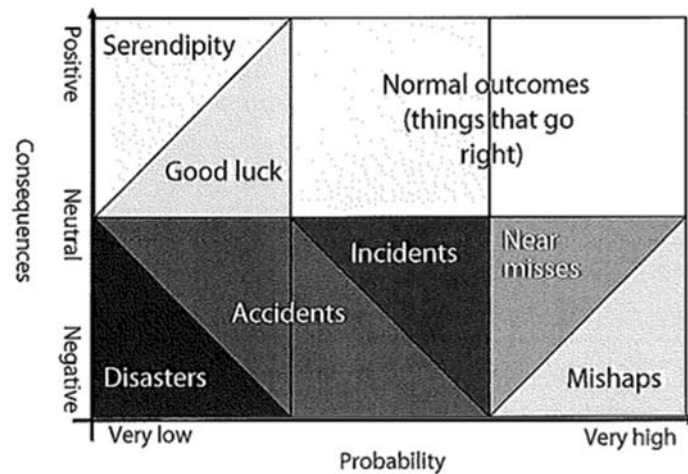 Consequences
Positive
Neutral
Negative
Serendipity
Good luck
Normal outcomes
(things that go
right)
Incidents
Near
misses
Accidents
Disasters
Mishaps
Very low
Very high
Probability